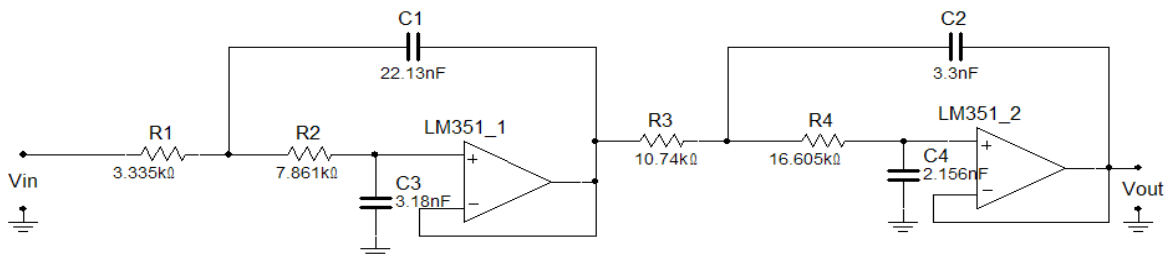 C1
22.13nF
C2
3.3nF
R1
3.335kΩ
R2
7.861kΩ
LM351_1
R3
10.74kΩ
R4
16.605kΩ
LM351_2
Vin
C3
3.18nF
+
−
C4
2.156nF
+
−
Vout